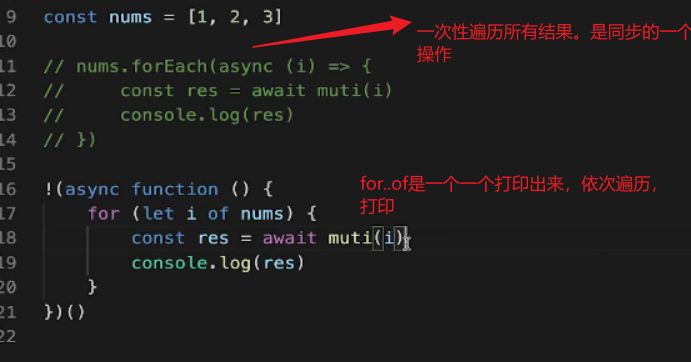 9 const nums = [1, 2, 3]
一次性遍历所有结果。是同步的一个
操作
10
11 // nums.forEach(async (i) => {
12 //     const res = await muti(i)
13 //     console.log(res)
14 // })
15
16 !(async function () {
for..of是一个一个打印出来，依次遍历，
打印
17     for (let i of nums) {
18         const res = await muti(i)
19         console.log(res)
20     }
21 })()
22